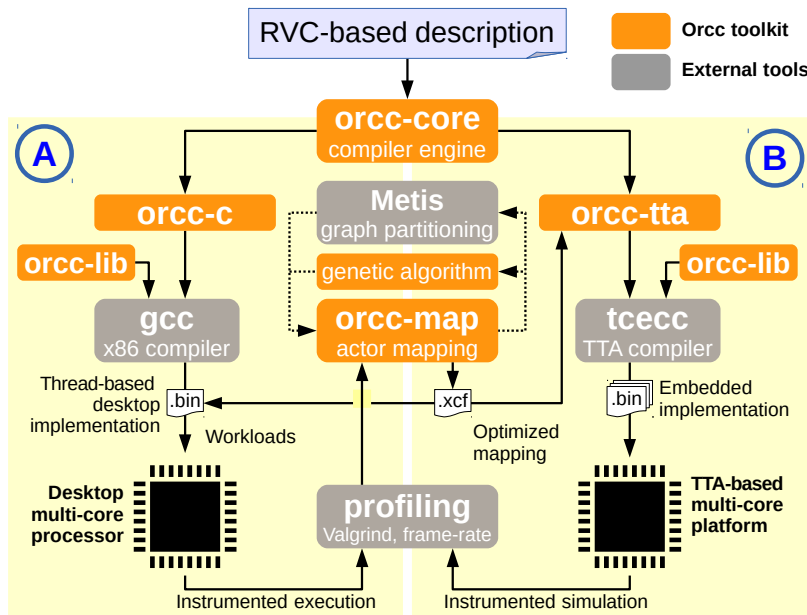 RVC-based description
Orcc toolkit
External tools
A
B
orcc-core
compiler engine
Metis
graph partitioning
orcc-c
orcc-tta
orcc-lib
genetic algorithm
orcc-lib
gcc
x86 compiler
orcc-map
actor mapping
tcecc
TTA compiler
Thread-based
desktop
implementation
.bin
.xcf
.bin
Embedded
implementation
Workloads
Optimized
mapping
Desktop
multi-core
processor
TTA-based
multi-core
platform
profiling
Valgrind, frame-rate
Instrumented execution
Instrumented simulation